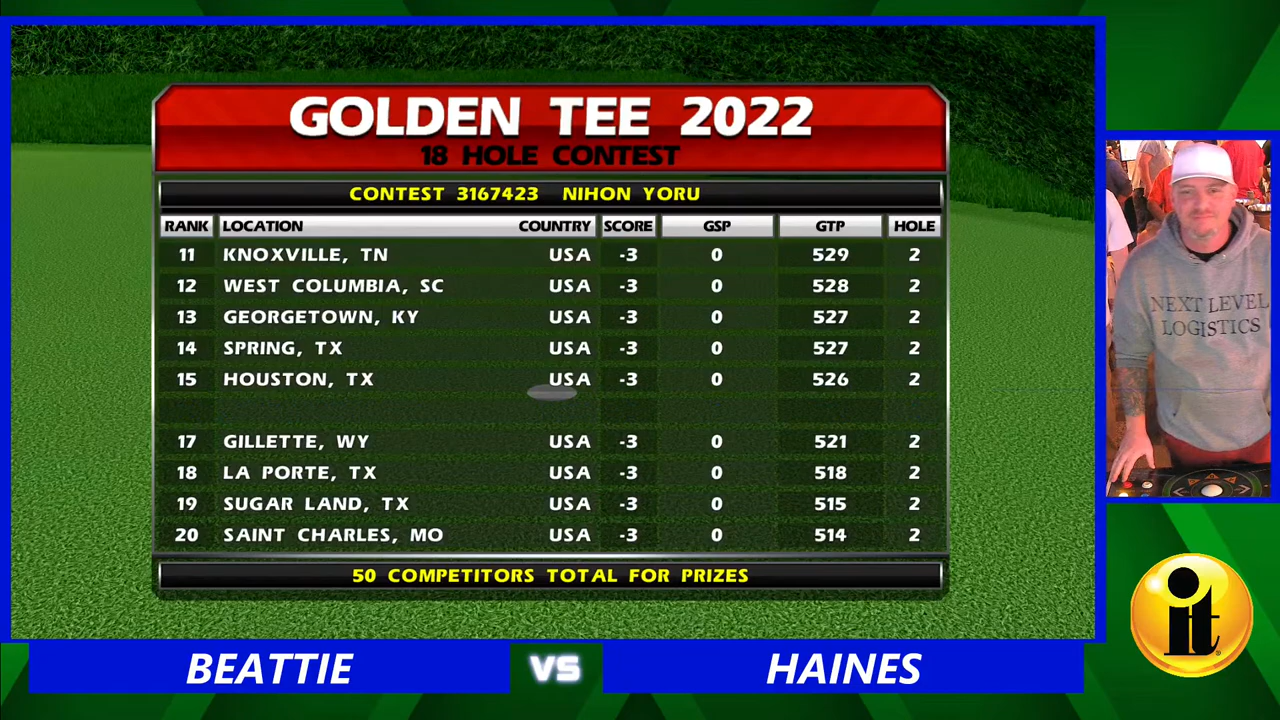 GOLDEN TEE 2022
18 HOLE CONTEST
CONTEST 3167423 NIHON YORU
RANK LOCATION COUNTRY SCORE GSP GTP HOLE
11 KNOXVILLE, TN USA -3 0 529 2
12 WEST COLUMBIA, SC USA -3 0 528 2
13 GEORGETOWN, KY USA -3 0 527 2
14 SPRING, TX USA -3 0 527 2
15 HOUSTON, TX USA -3 0 526 2
17 GILLETTE, WY USA -3 0 521 2
18 LA PORTE, TX USA -3 0 518 2
19 SUGAR LAND, TX USA -3 0 515 2
20 SAINT CHARLES, MO USA -3 0 514 2
50 COMPETITORS TOTAL FOR PRIZES
NEXT LEVEL
LOGISTICS
it
BEATTIE VS HAINES